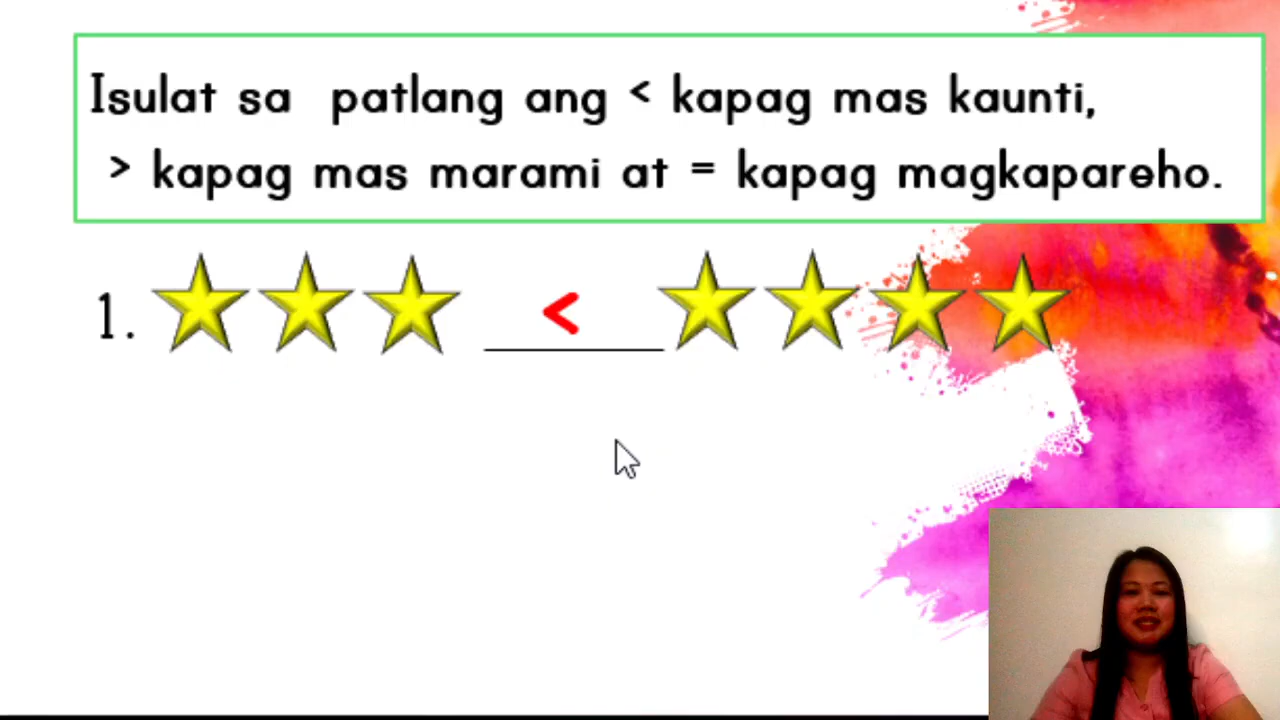 Isulat sa patlang ang < kapag mas kaunti,
> kapag mas marami at = kapag magkapareho.
1. <